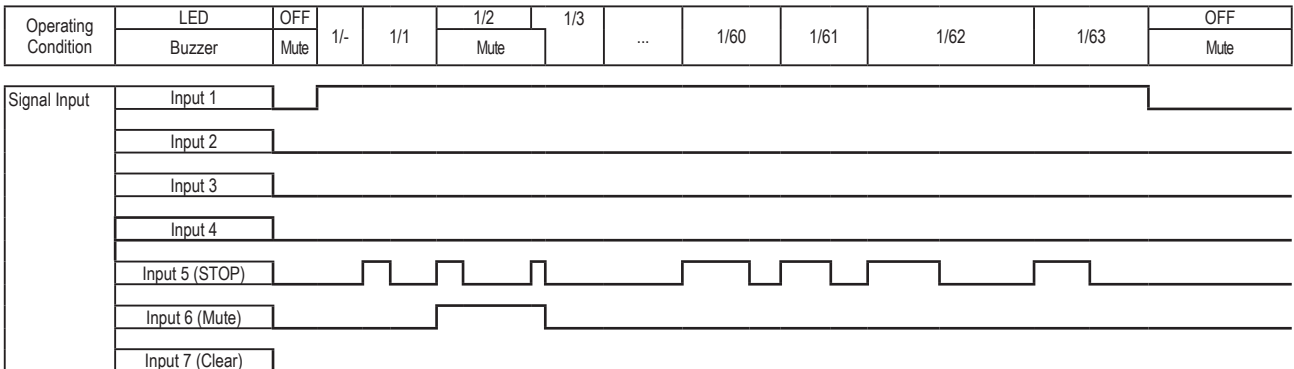 Operating Condition LED OFF 1/- 1/1 1/2 1/3 ... 1/60 1/61 1/62 1/63 OFF
Buzzer Mute Mute Mute
Signal Input Input 1
Input 2
Input 3
Input 4
Input 5 (STOP)
Input 6 (Mute)
Input 7 (Clear)